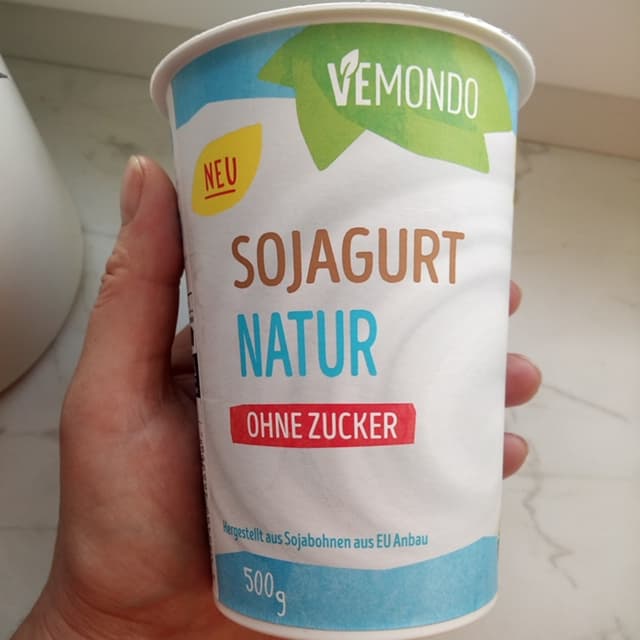 VEMONDO
NEU
SOJAGURT
NATUR
OHNE ZUCKER
Hergestellt aus Sojabohnen aus EU Anbau
500g